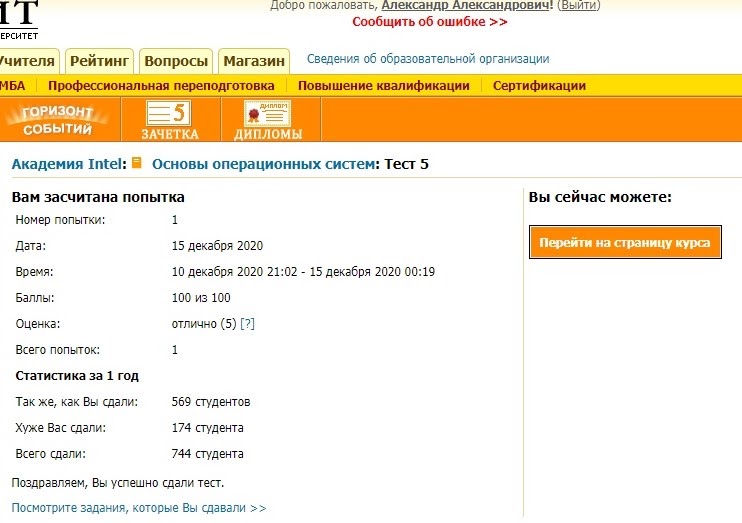 Добро пожаловать, Александр Александрович! (Выйти)
Сообщить об ошибке >>
ИТ
ЕРСИТЕТ
Учителя Рейтинг Вопросы Магазин Сведения об образовательной организации
МБА Профессиональная переподготовка Повышение квалификации Сертификации
ГОРИЗОНТ СОБЫТИЙ
5 ЗАЧЕТКА
ДИПЛОМ ДИПЛОМЫ
Академия Intel: Основы операционных систем: Тест 5
Вам засчитана попытка
Номер попытки: 1
Дата: 15 декабря 2020
Время: 10 декабря 2020 21:02 - 15 декабря 2020 00:19
Баллы: 100 из 100
Оценка: отлично (5) [?]
Всего попыток: 1
Статистика за 1 год
Так же, как Вы сдали: 569 студентов
Хуже Вас сдали: 174 студента
Всего сдали: 744 студента
Поздравляем, Вы успешно сдали тест.
Посмотрите задания, которые Вы сдавали >>
Вы сейчас можете:
Перейти на страницу курса